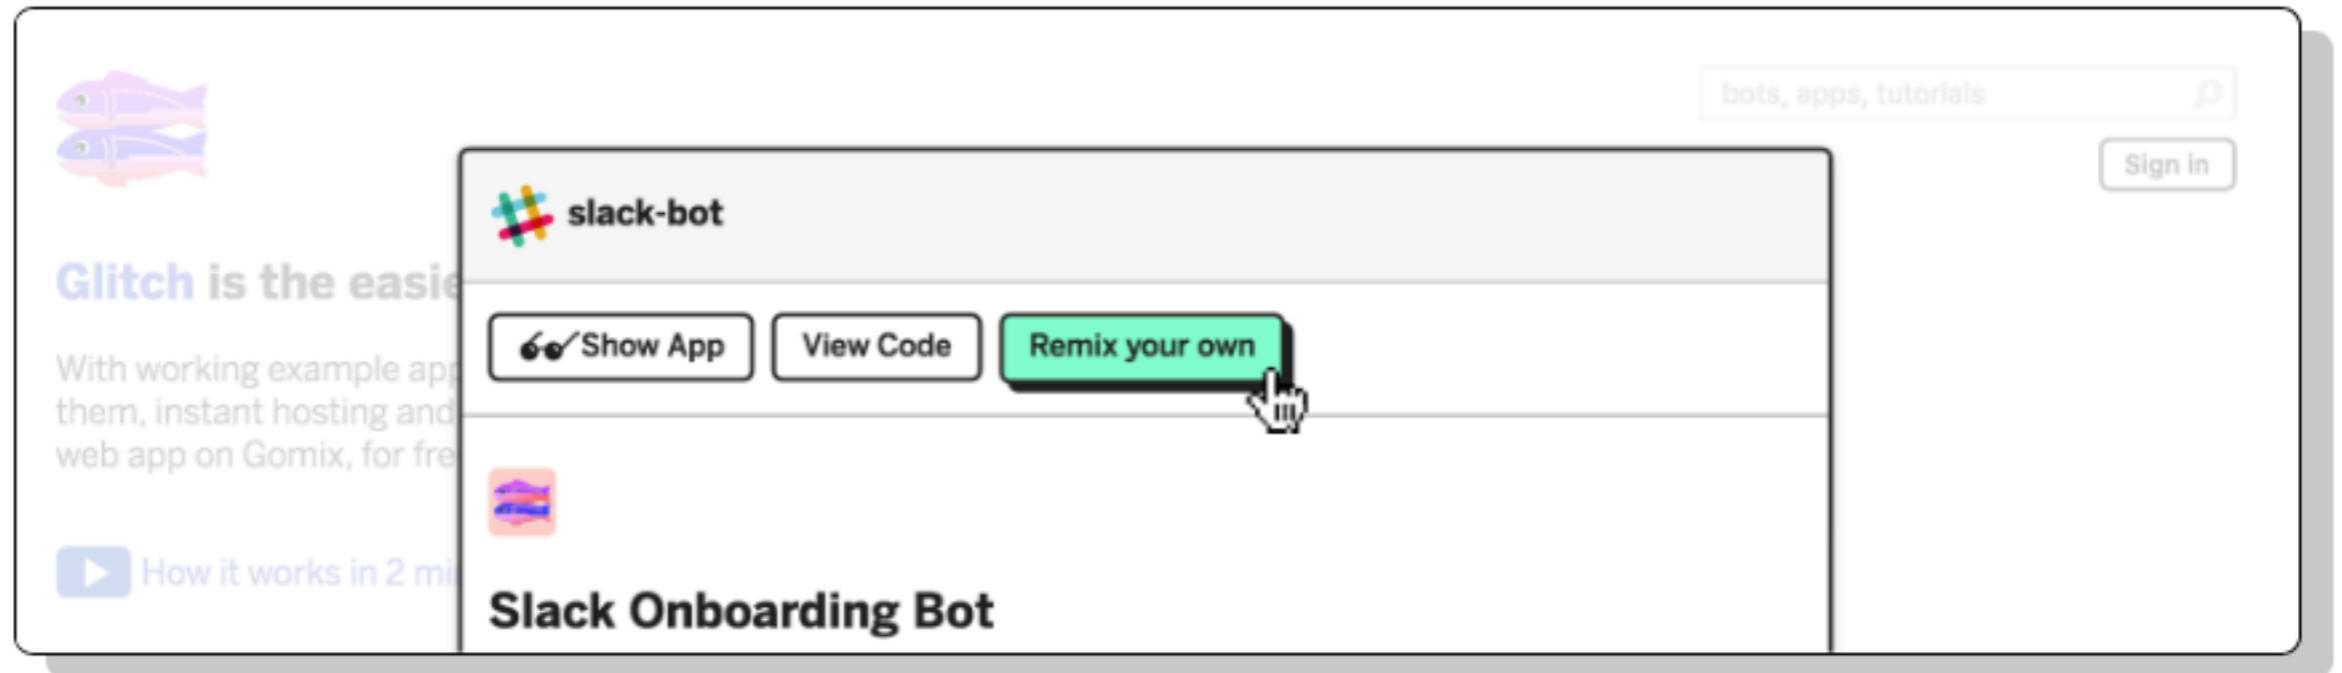 bots, apps, tutorials
Sign in
slack-bot
Glitch is the easie
Show App
View Code
Remix your own
With working example app
them, instant hosting and
web app on Gomix, for fre
How it works in 2 mi
Slack Onboarding Bot